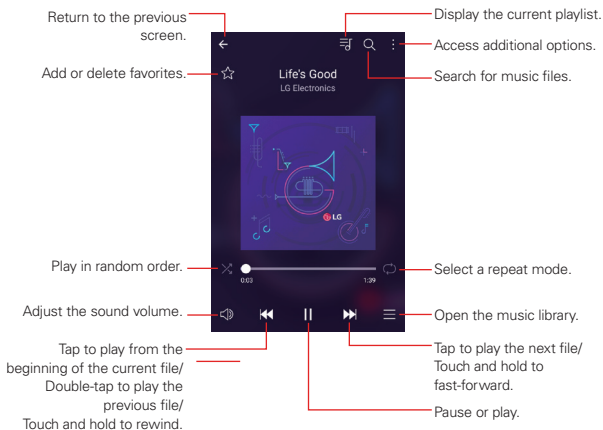 Return to the previous
screen.
Add or delete favorites.
Display the current playlist.
Access additional options.
Search for music files.
Life's Good
LG Electronics
LG
Play in random order.
0:03
1:39
Select a repeat mode.
Adjust the sound volume.
Open the music library.
Tap to play from the
beginning of the current file/
Double-tap to play the
previous file/
Touch and hold to rewind.
Tap to play the next file/
Touch and hold to
fast-forward.
Pause or play.